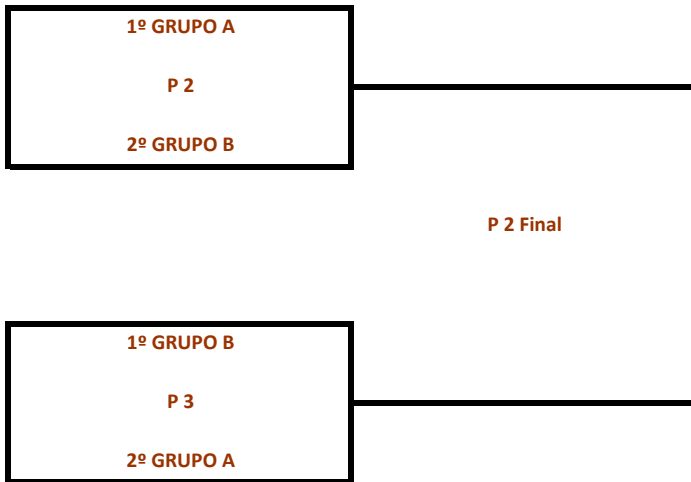 1º GRUPO A
P 2
2º GRUPO B
P 2 Final
1º GRUPO B
P 3
2º GRUPO A